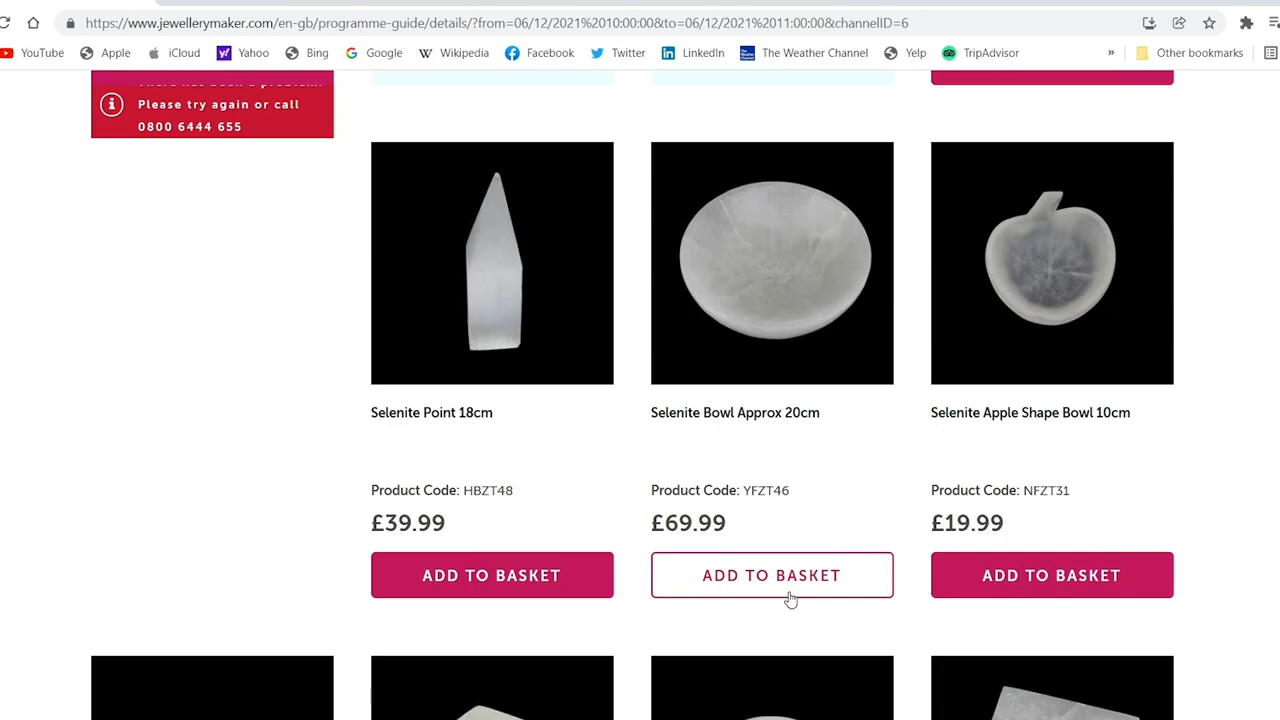 https://www.jewellerymaker.com/en-gb/programme-guide/details/?from=06/12/2021%2010:00:00&to=06/12/2021%2011:00:00&channelID=6
YouTube Apple iCloud Yahoo Bing Google Wikipedia Facebook Twitter LinkedIn The Weather Channel Yelp TripAdvisor » Other bookmarks
Please try again or call
0800 6444 655
Selenite Point 18cm
Product Code: HBZT48
£39.99
ADD TO BASKET
Selenite Bowl Approx 20cm
Product Code: YFZT46
£69.99
ADD TO BASKET
Selenite Apple Shape Bowl 10cm
Product Code: NFZT31
£19.99
ADD TO BASKET